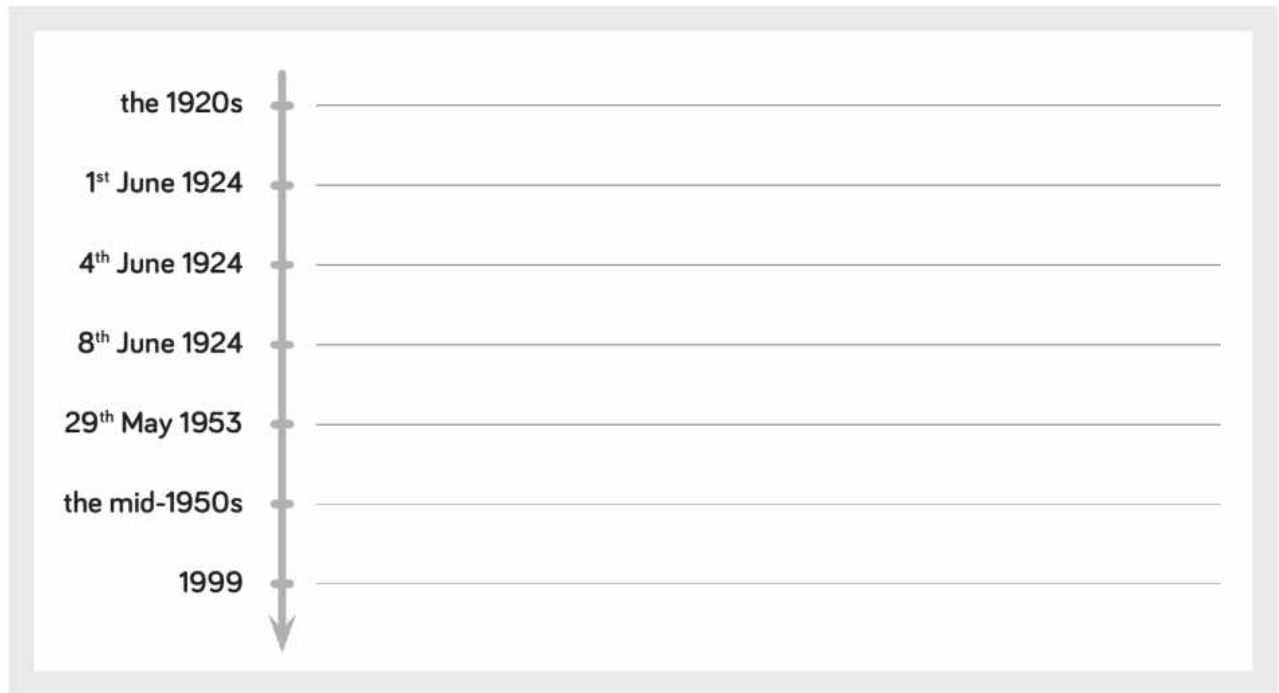 the 1920s
1st June 1924
4th June 1924
8th June 1924
29th May 1953
the mid-1950s
1999